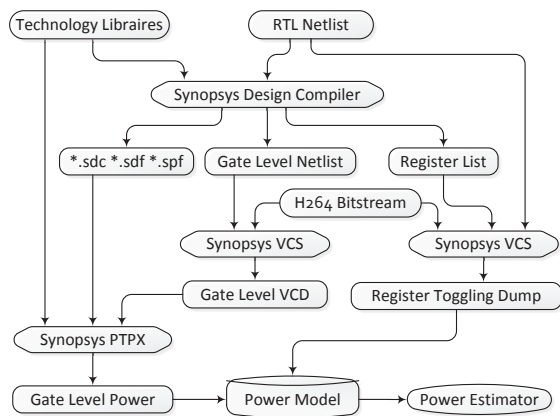 Technology Libraires
RTL Netlist
Synopsys Design Compiler
*.sdc *.sdf *.spf
Gate Level Netlist
Register List
H264 Bitstream
Synopsys VCS
Synopsys VCS
Gate Level VCD
Register Toggling Dump
Synopsys PTPX
Gate Level Power
Power Model
Power Estimator